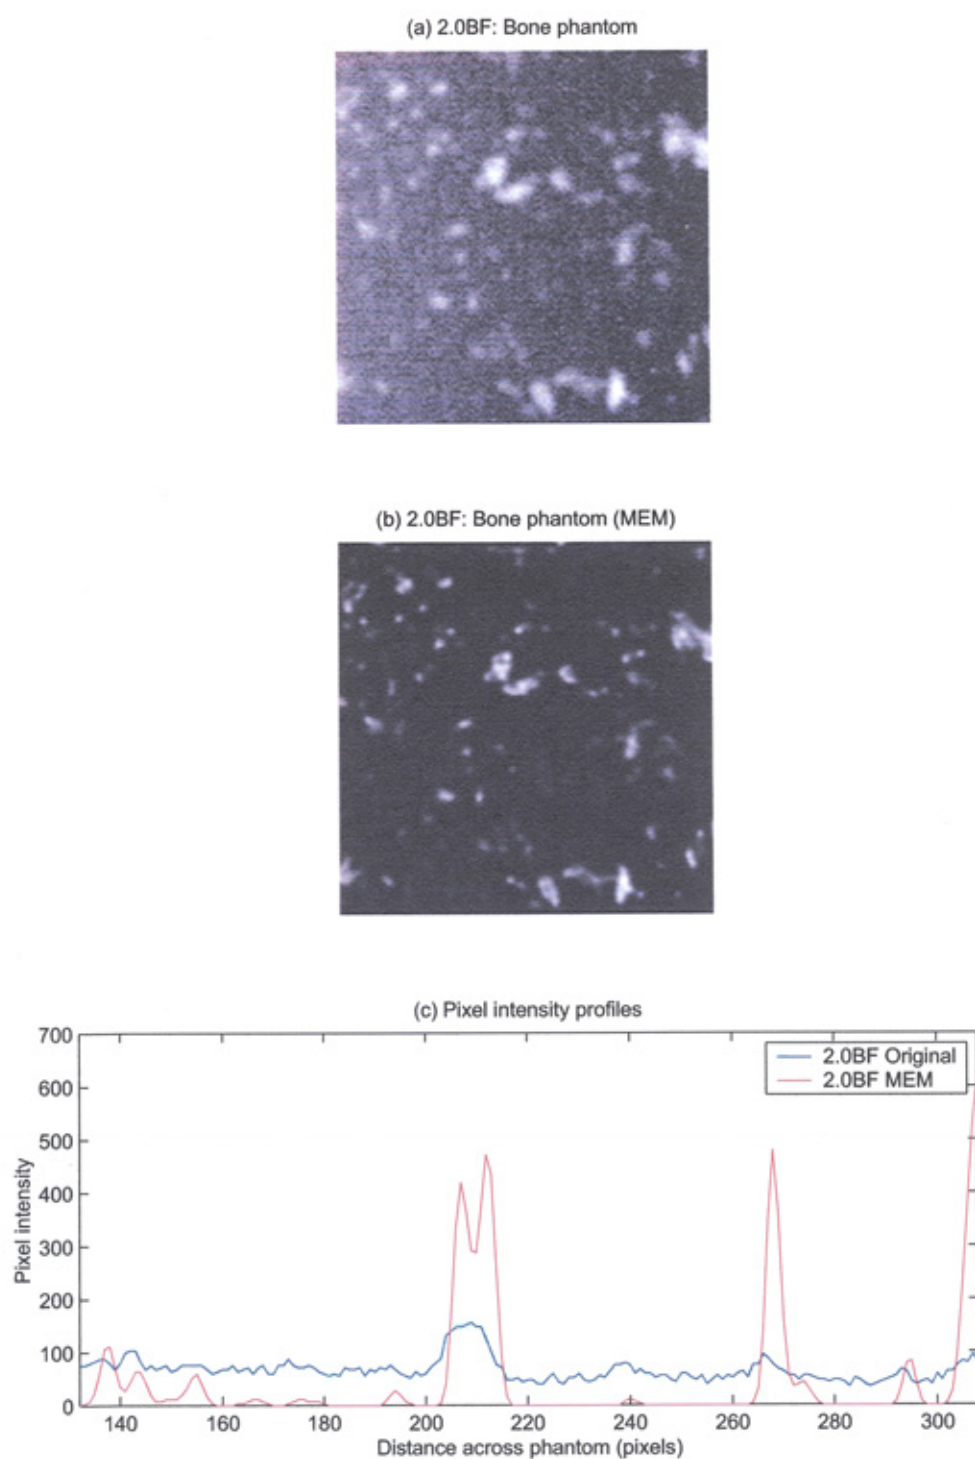 (a) 2.0BF: Bone phantom
(b) 2.0BF: Bone phantom (MEM)
(c) Pixel intensity profiles
700
600
500
400
300
200
100
0
Pixel intensity
2.0BF Original
2.0BF MEM
140 160 180 200 220 240 260 280 300
Distance across phantom (pixels)